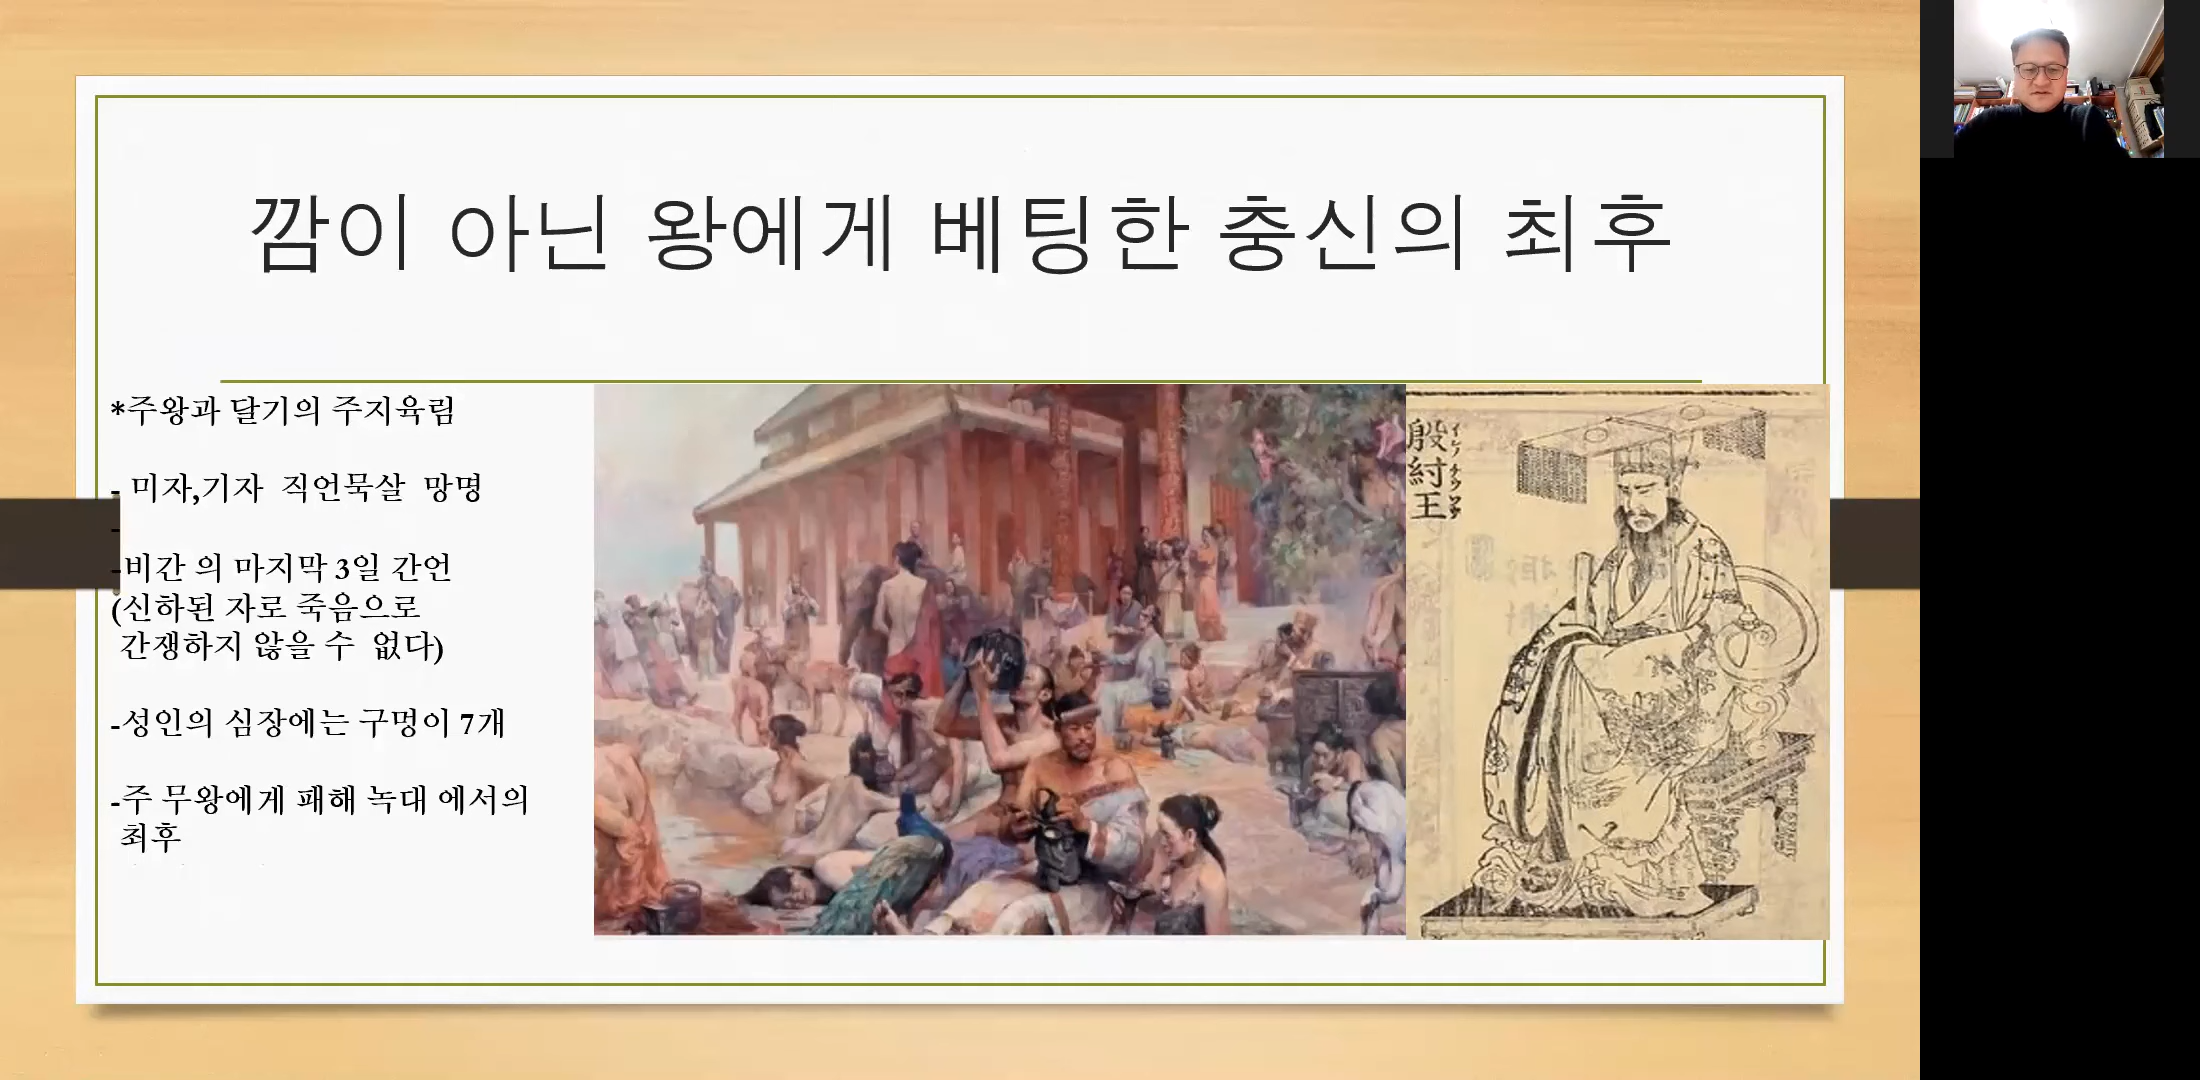 깜이 아닌 왕에게 베팅한 충신의 최후
*주왕과 달기의 주지육림
- 미자,기자 직언묵살 망명
-
-비간 의 마지막 3일 간언
(신하된 자로 죽음으로
간쟁하지 않을 수 없다)
-성인의 심장에는 구멍이 7개
-주 무왕에게 패해 녹대 에서의
최후
殷紂王